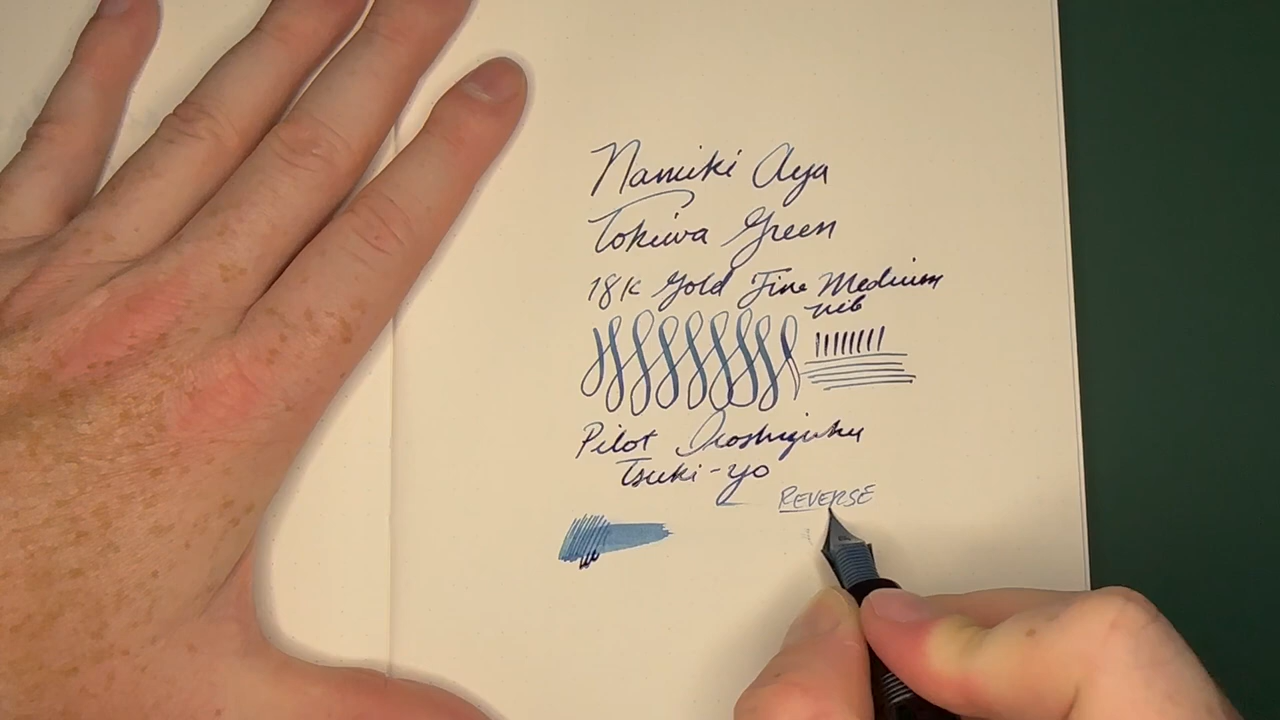 Namiki Aya
Tokiwa Green
18K Gold Fine Medium
nib
Pilot Iroshizuku
Tsuki-yo
REVERSE